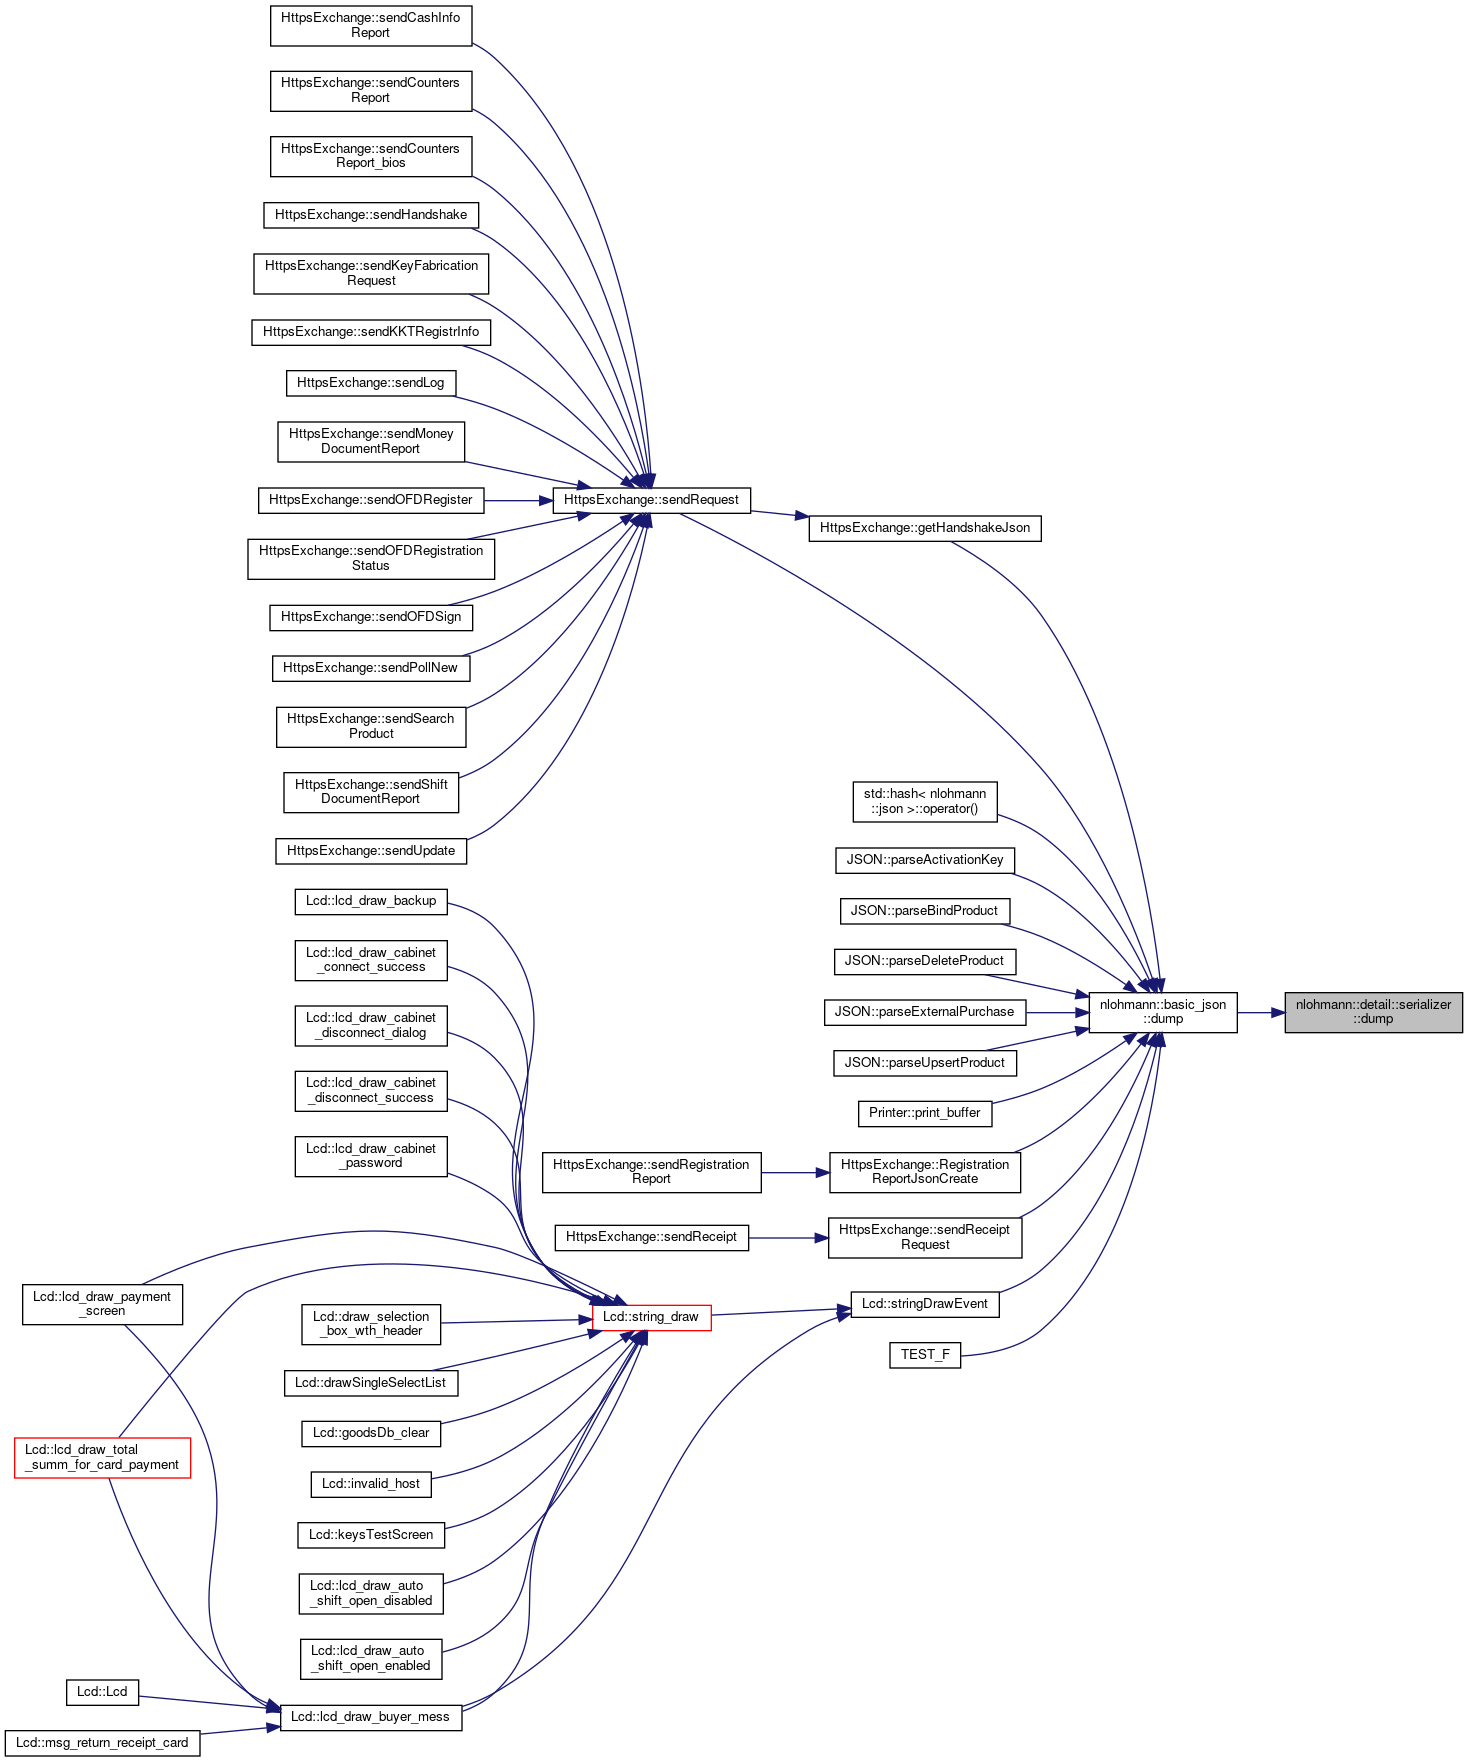 HttpsExchange::sendCashInfo
Report
HttpsExchange::sendCounters
Report
HttpsExchange::sendCounters
Report_bios
HttpsExchange::sendHandshake
HttpsExchange::sendKeyFabrication
Request
HttpsExchange::sendKKTRegistrInfo
HttpsExchange::sendLog
HttpsExchange::sendMoney
DocumentReport
HttpsExchange::sendOFDRegister
HttpsExchange::sendOFDRegistration
Status
HttpsExchange::sendOFDSign
HttpsExchange::sendPollNew
HttpsExchange::sendSearch
Product
HttpsExchange::sendShift
DocumentReport
HttpsExchange::sendUpdate
HttpsExchange::sendRequest
HttpsExchange::getHandshakeJson
std::hash< nlohmann
::json >::operator()
JSON::parseActivationKey
JSON::parseBindProduct
JSON::parseDeleteProduct
JSON::parseExternalPurchase
JSON::parseUpsertProduct
Printer::print_buffer
HttpsExchange::Registration
ReportJsonCreate
HttpsExchange::sendReceipt
Request
Lcd::stringDrawEvent
TEST_F
nlohmann::basic_json
::dump
nlohmann::detail::serializer
::dump
HttpsExchange::sendRegistration
Report
HttpsExchange::sendReceipt
Lcd::string_draw
Lcd::lcd_draw_backup
Lcd::lcd_draw_cabinet
_connect_success
Lcd::lcd_draw_cabinet
_disconnect_dialog
Lcd::lcd_draw_cabinet
_disconnect_success
Lcd::lcd_draw_cabinet
_password
Lcd::lcd_draw_payment
_screen
Lcd::draw_selection
_box_wth_header
Lcd::drawSingleSelectList
Lcd::goodsDb_clear
Lcd::lcd_draw_total
_summ_for_card_payment
Lcd::invalid_host
Lcd::keysTestScreen
Lcd::lcd_draw_auto
_shift_open_disabled
Lcd::lcd_draw_auto
_shift_open_enabled
Lcd::Lcd
Lcd::lcd_draw_buyer_mess
Lcd::msg_return_receipt_card